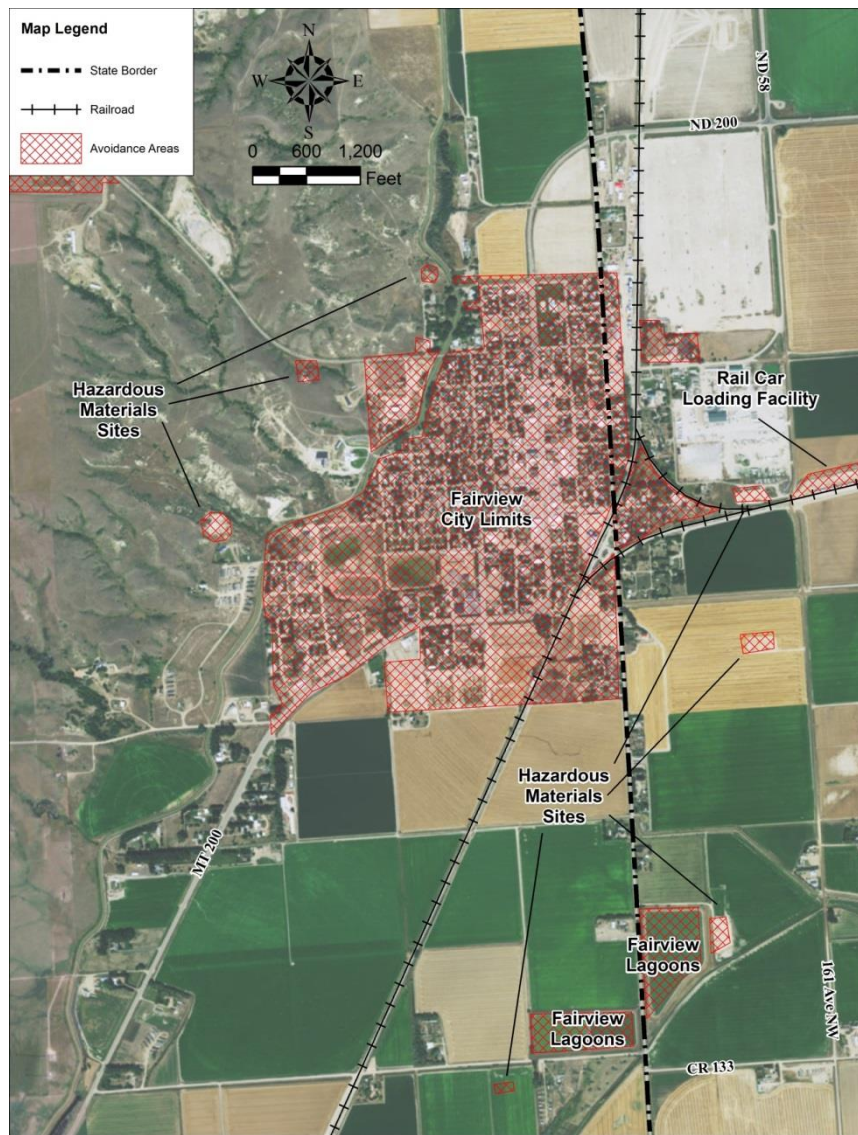 Map Legend
State Border
Railroad
Avoidance Areas
N
W E
S
0 600 1,200
Feet
ND 58
ND 200
Hazardous
Materials
Sites
Rail Car
Loading Facility
Fairview
City Limits
Hazardous
Materials
Sites
MT 200
Fairview
Lagoons
161 Ave NW
Fairview
Lagoons
CR 133